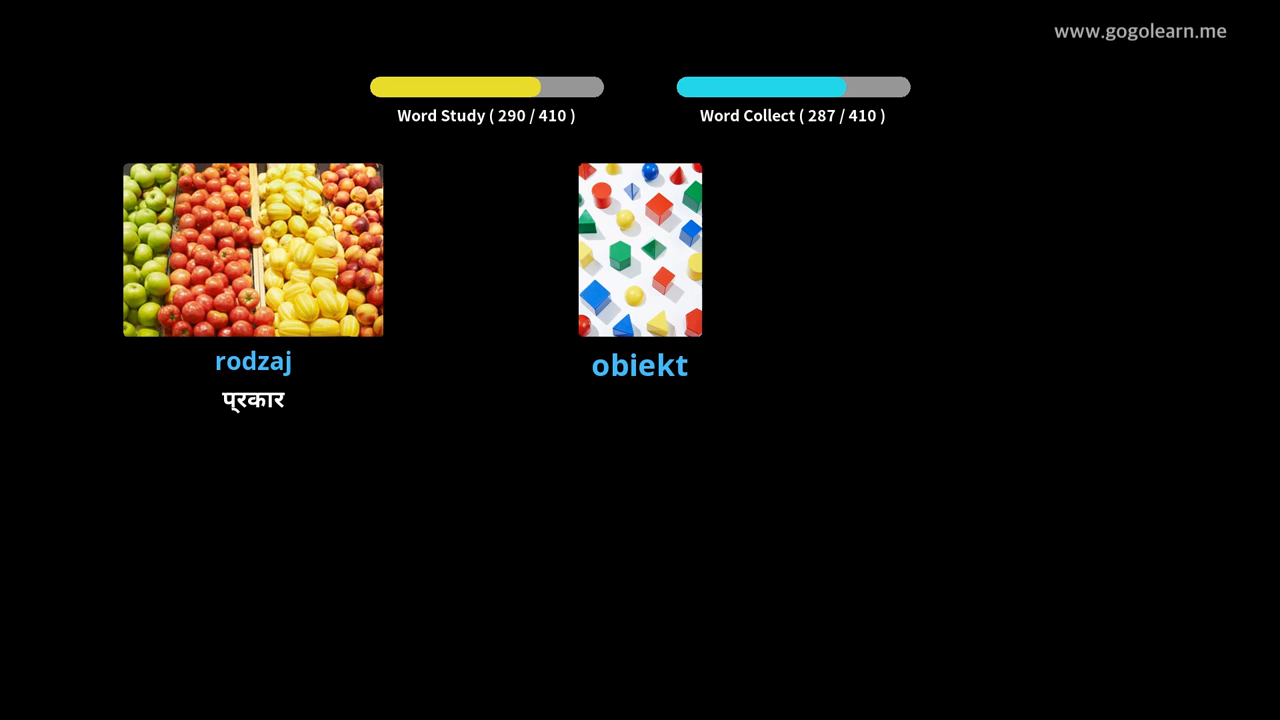 www.gogolearn.me
Word Study ( 290 / 410 )
Word Collect ( 287 / 410 )
rodzaj
प्रकार
obiekt